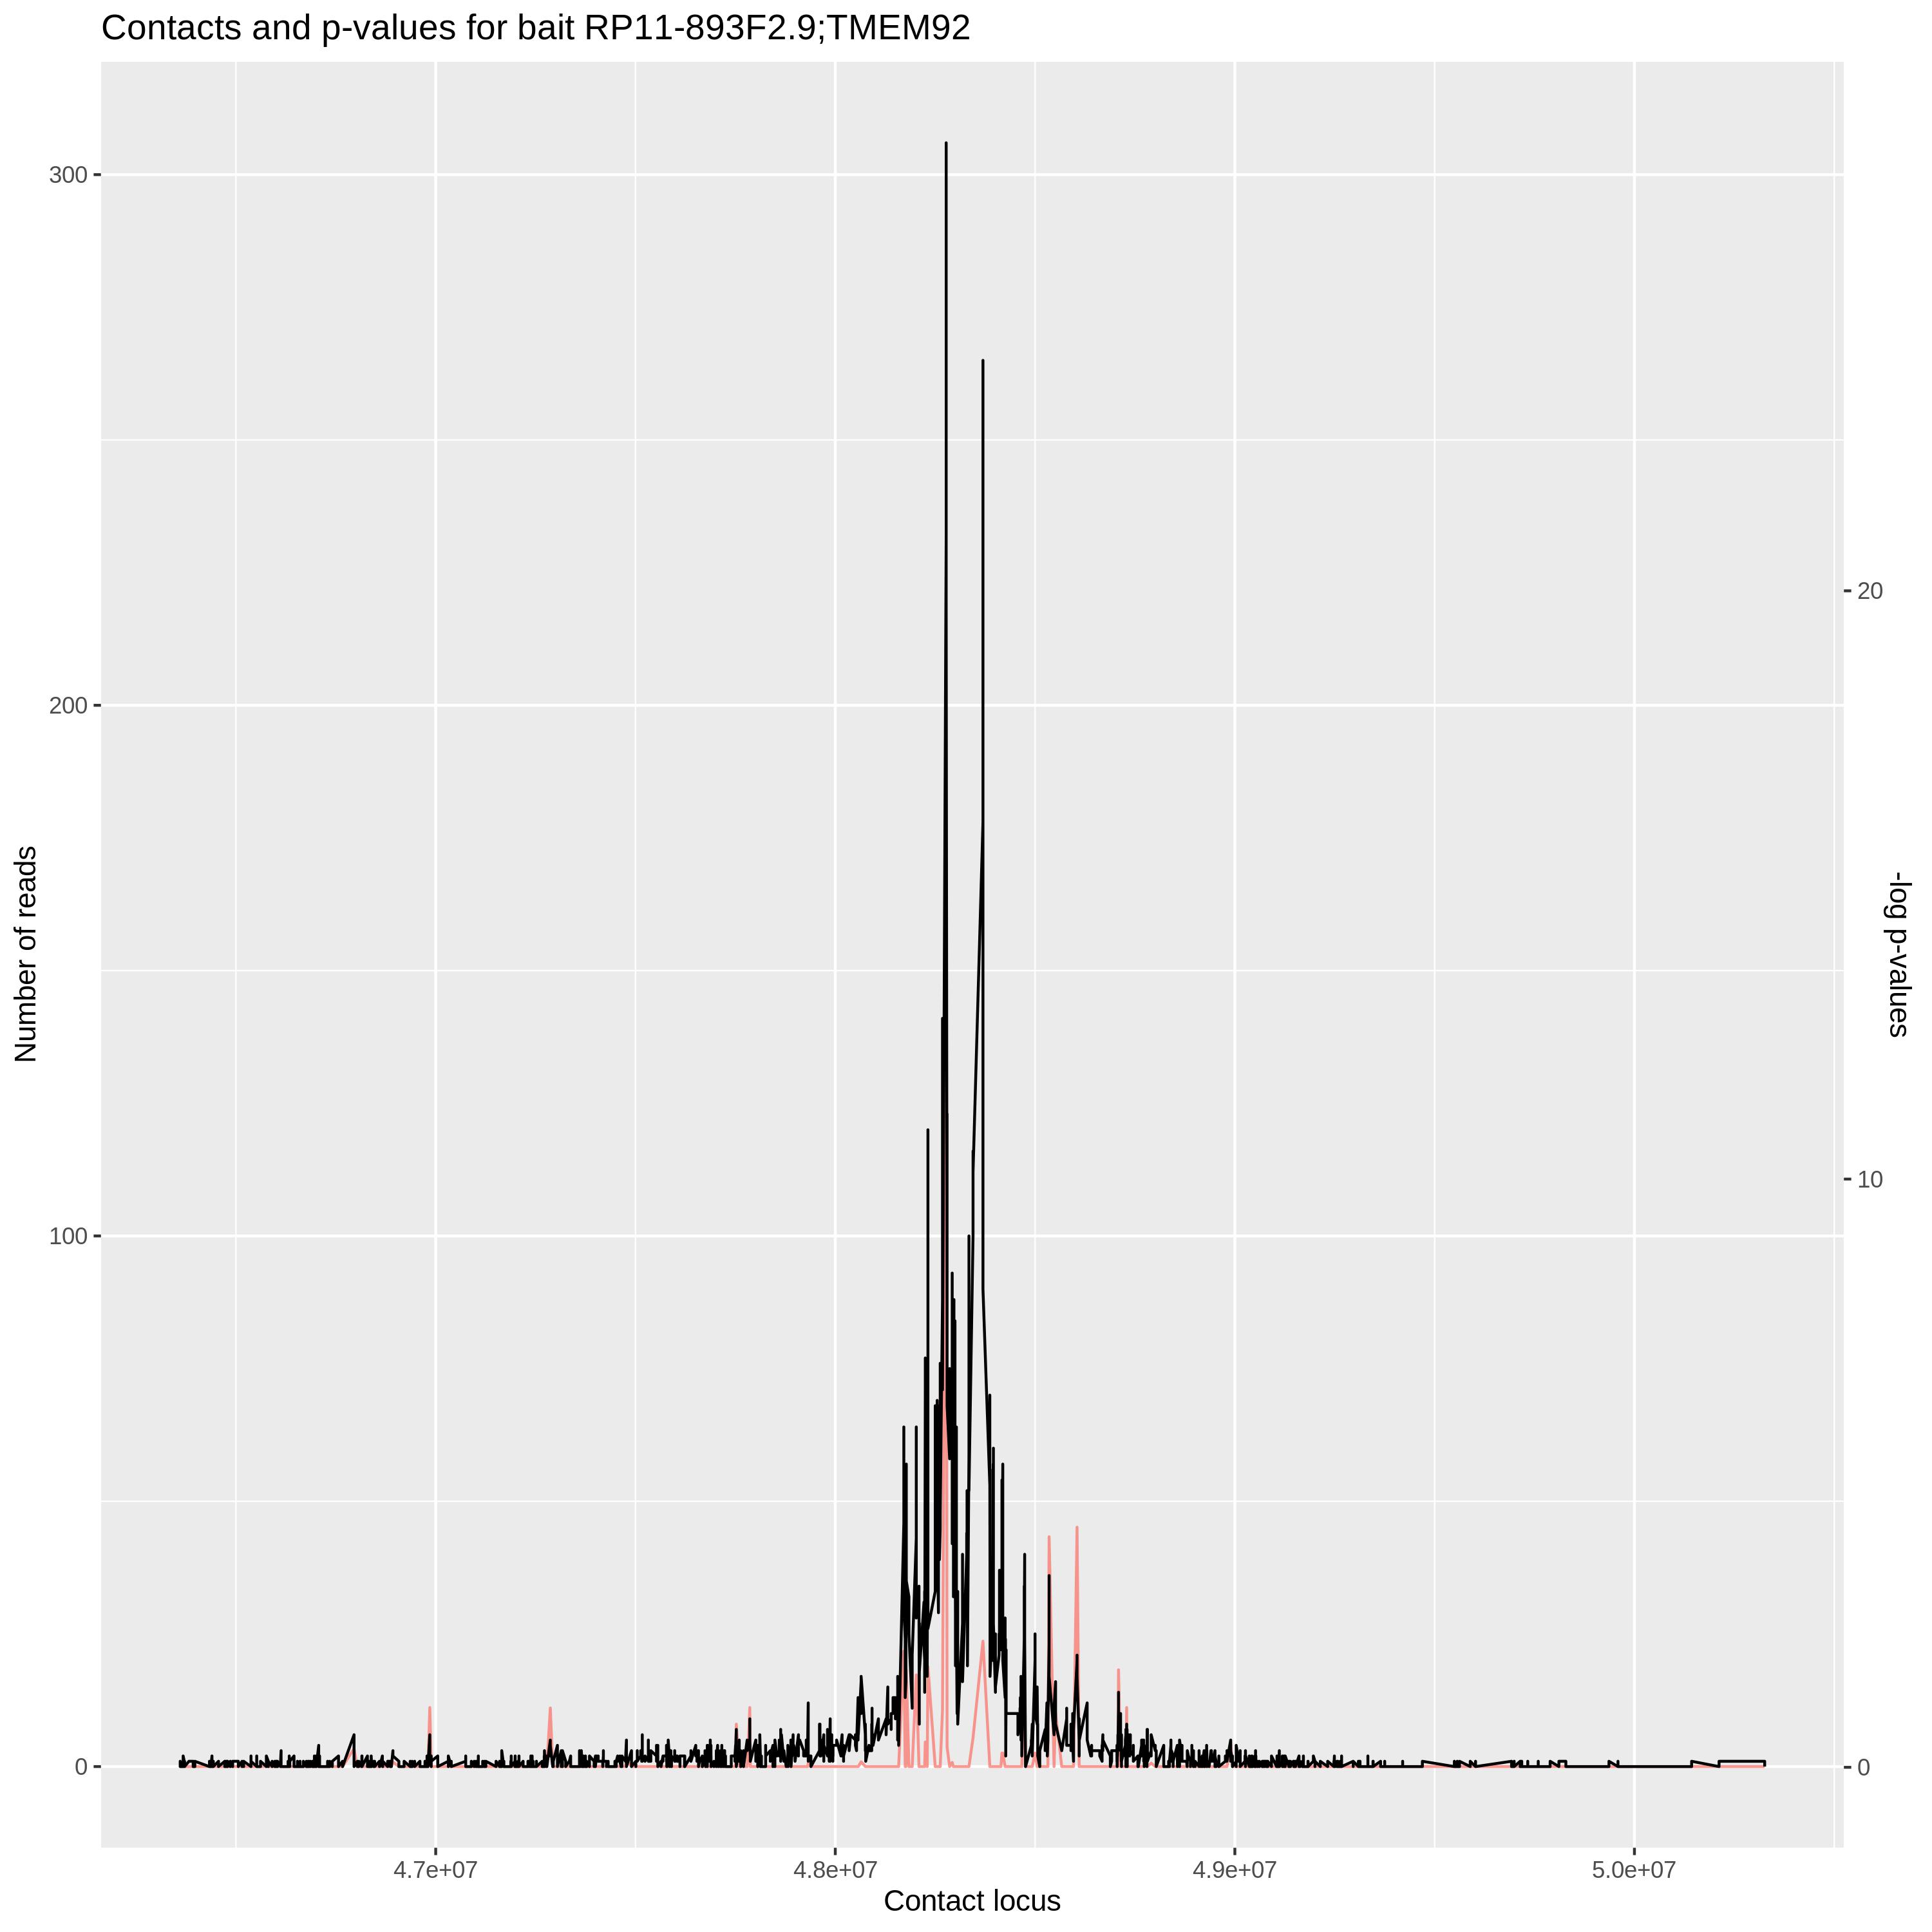 Contacts and p-values for bait RP11-893F2.9;TMEM92
300
200
100
0
Number of reads
20
10
0
-log p-values
4.7e+07 4.8e+07 4.9e+07 5.0e+07
Contact locus